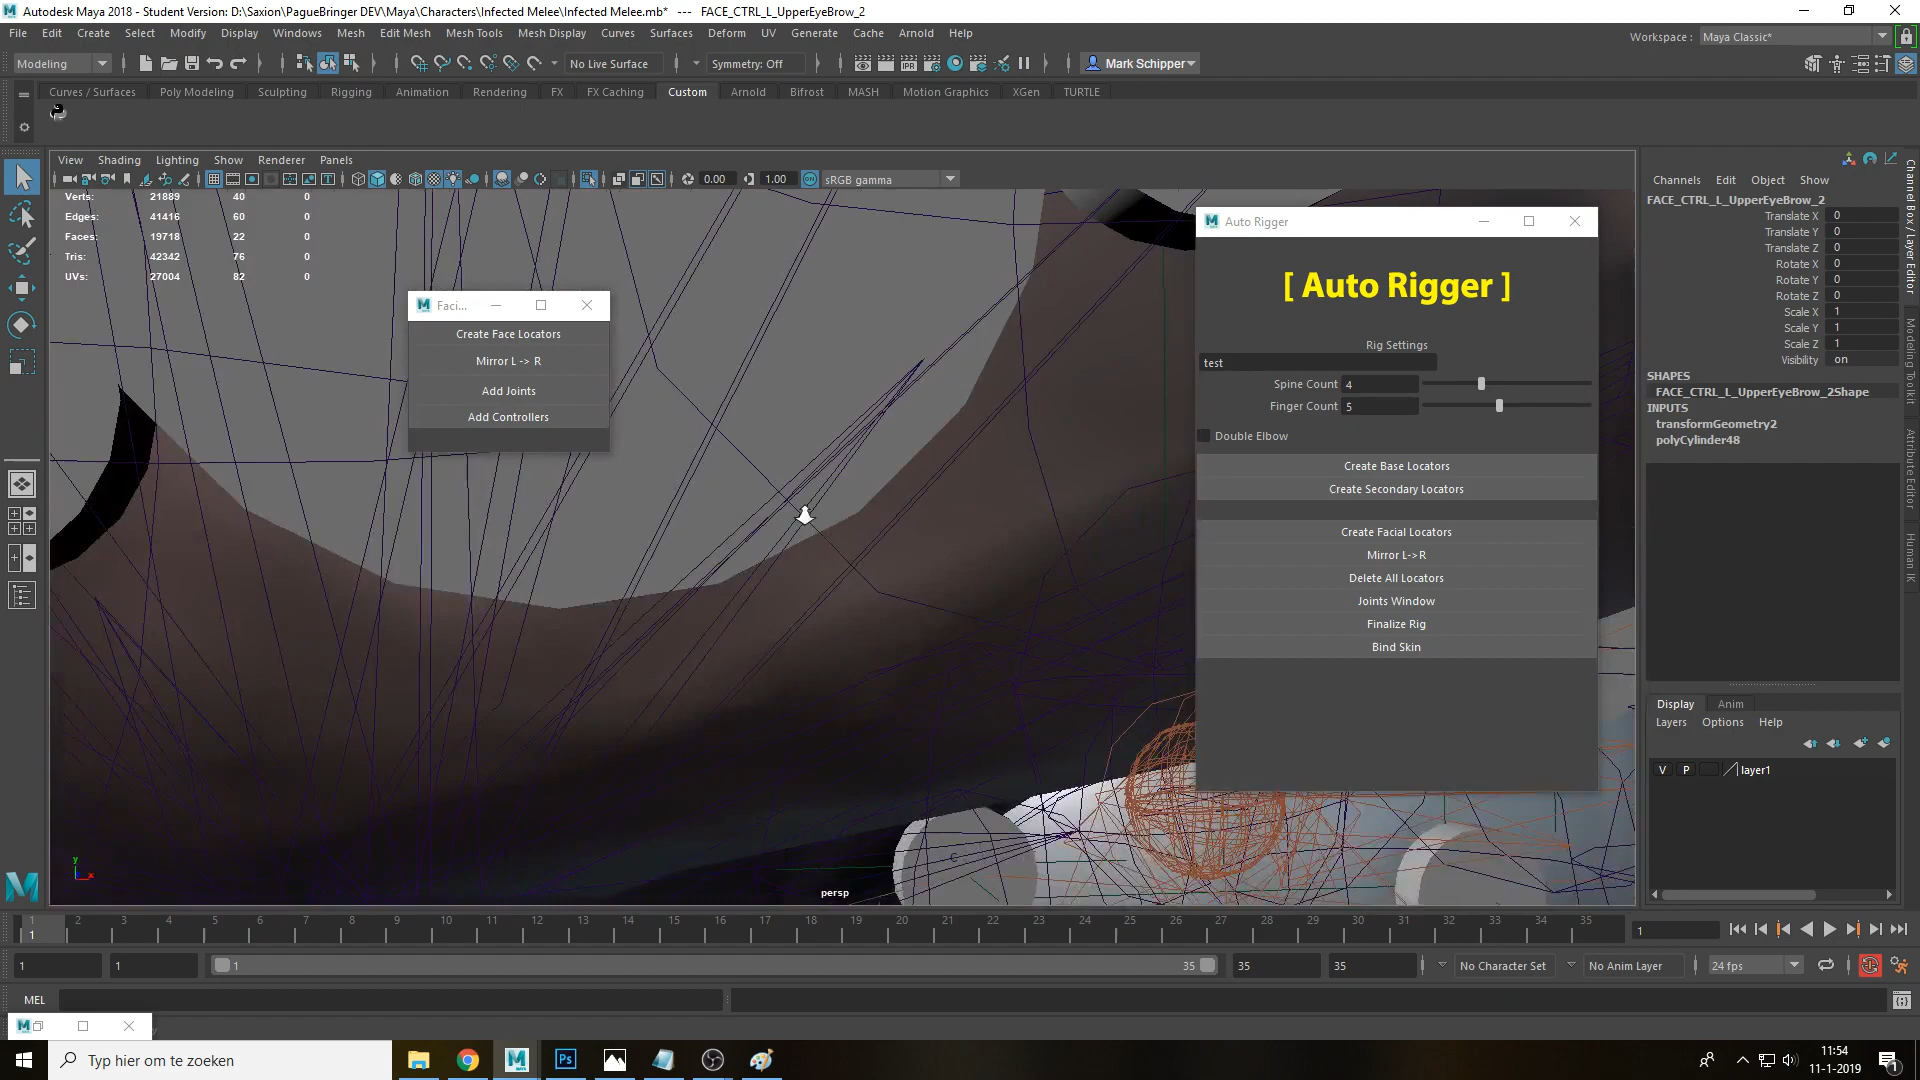 Autodesk Maya 2018 - Student Version: D:\Saxion\PagueBringer DEV\Maya\Characters\Infected Melee\Infected Melee.mb* --- FACE_CTRL_L_UpperEyeBrow_2
File Edit Create Select Modify Display Windows Mesh Edit Mesh Mesh Tools Mesh Display Curves Surfaces Deform UV Generate Cache Arnold Help
Workspace : Maya Classic*
Modeling No Live Surface Symmetry: Off Mark Schipper
Curves / Surfaces Poly Modeling Sculpting Rigging Animation Rendering FX FX Caching Custom Arnold Bifrost MASH Motion Graphics XGen TURTLE
View Shading Lighting Show Renderer Panels
0.00 1.00 sRGB gamma
Verts: 21889 40 0
Edges: 41416 60 0
Faces: 19718 22 0
Tris: 42342 76 0
UVs: 27004 82 0
Faci...
Create Face Locators
Mirror L -> R
Add Joints
Add Controllers
Auto Rigger
[ Auto Rigger ]
Rig Settings
test
Spine Count 4
Finger Count 5
Double Elbow
Create Base Locators
Create Secondary Locators
Create Facial Locators
Mirror L->R
Delete All Locators
Joints Window
Finalize Rig
Bind Skin
persp
y
x
Channels Edit Object Show
FACE_CTRL_L_UpperEyeBrow_2
Translate X 0
Translate Y 0
Translate Z 0
Rotate X 0
Rotate Y 0
Rotate Z 0
Scale X 1
Scale Y 1
Scale Z 1
Visibility on
SHAPES
FACE_CTRL_L_UpperEyeBrow_2Shape
INPUTS
transformGeometry2
polyCylinder48
Channel Box / Layer Editor
Modeling Toolkit
Attribute Editor
Human IK
Display Anim
Layers Options Help
V P layer1
1 2 3 4 5 6 7 8 9 10 11 12 13 14 15 16 17 18 19 20 21 22 23 24 25 26 27 28 29 30 31 32 33 34 35
1 1
1 1 1 35 35 35 No Character Set No Anim Layer 24 fps
MEL
Typ hier om te zoeken
11:54
11-1-2019
1